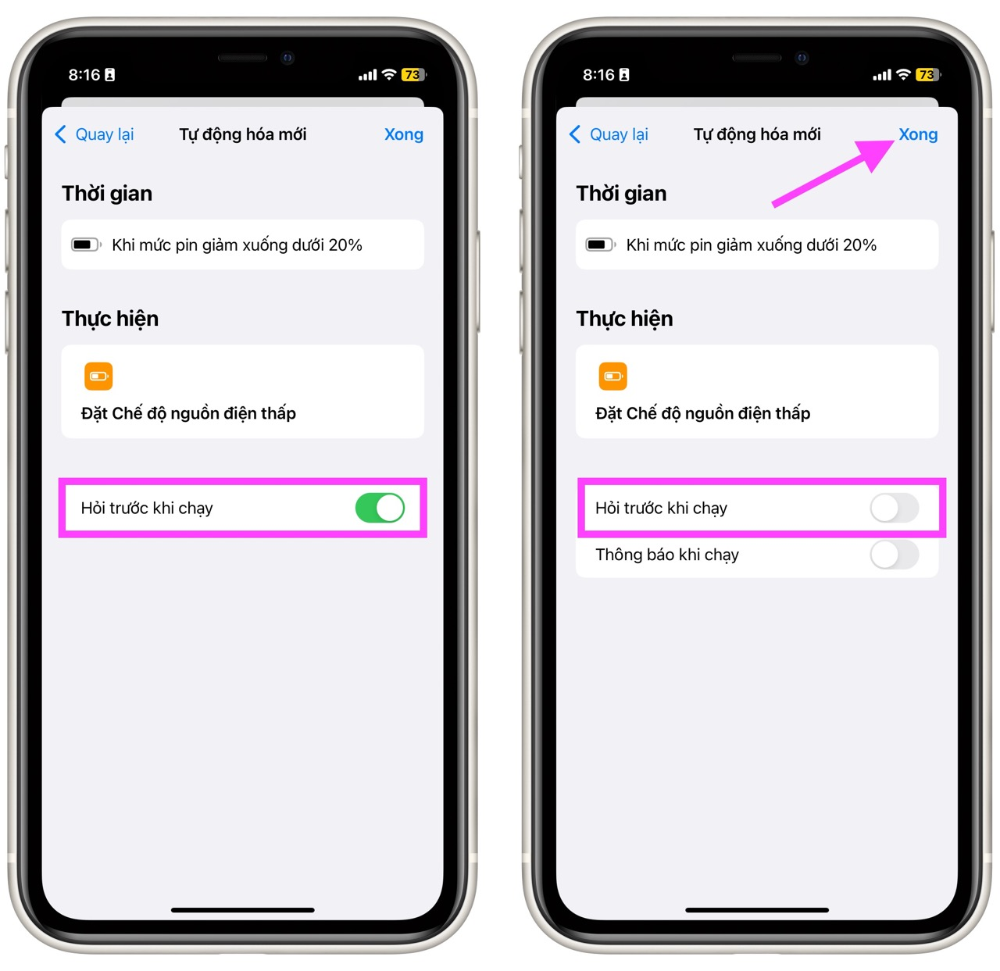 8:16
73
Quay lại
Tự động hóa mới
Xong
Thời gian
Khi mức pin giảm xuống dưới 20%
Thực hiện
Đặt Chế độ nguồn điện thấp
Hỏi trước khi chạy
8:16
73
Quay lại
Tự động hóa mới
Xong
Thời gian
Khi mức pin giảm xuống dưới 20%
Thực hiện
Đặt Chế độ nguồn điện thấp
Hỏi trước khi chạy
Thông báo khi chạy